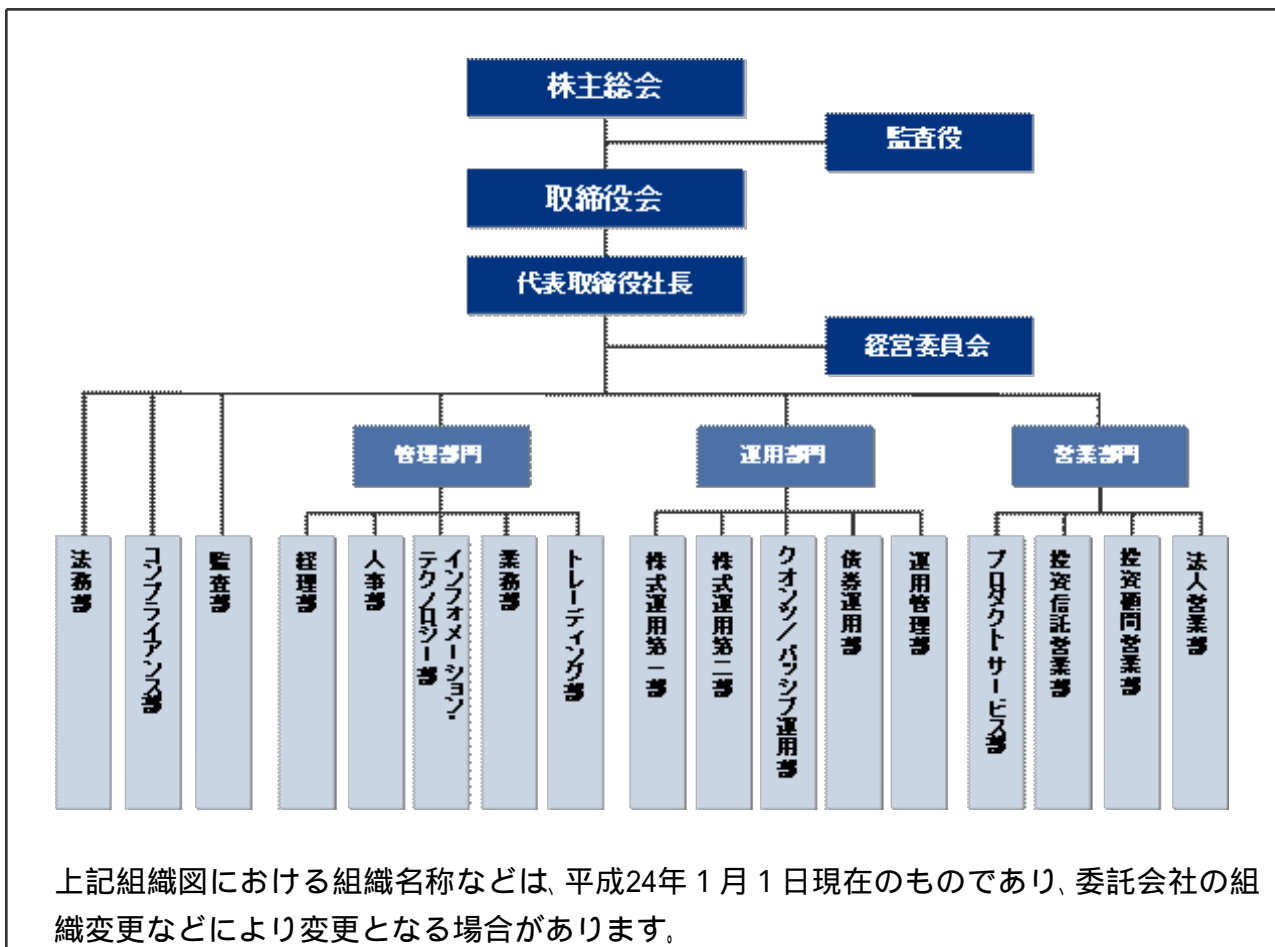 株主総会
監査役
取締役会
代表取締役社長
経営委員会
管理部門
運用部門
営業部門
法務部
コンプライアンス部
監査部
経理部
人事部
インフォメーション・
テクノロジー部
業務部
トレーディング部
株式運用第一部
株式運用第二部
クオンツ／パッシブ運用部
債券運用部
運用管理部
プロダクトサービス部
投資信託営業部
投資顧問営業部
法人営業部
上記組織図における組織名称などは、平成24年１月１日現在のものであり、委託会社の組
織変更などにより変更となる場合があります。